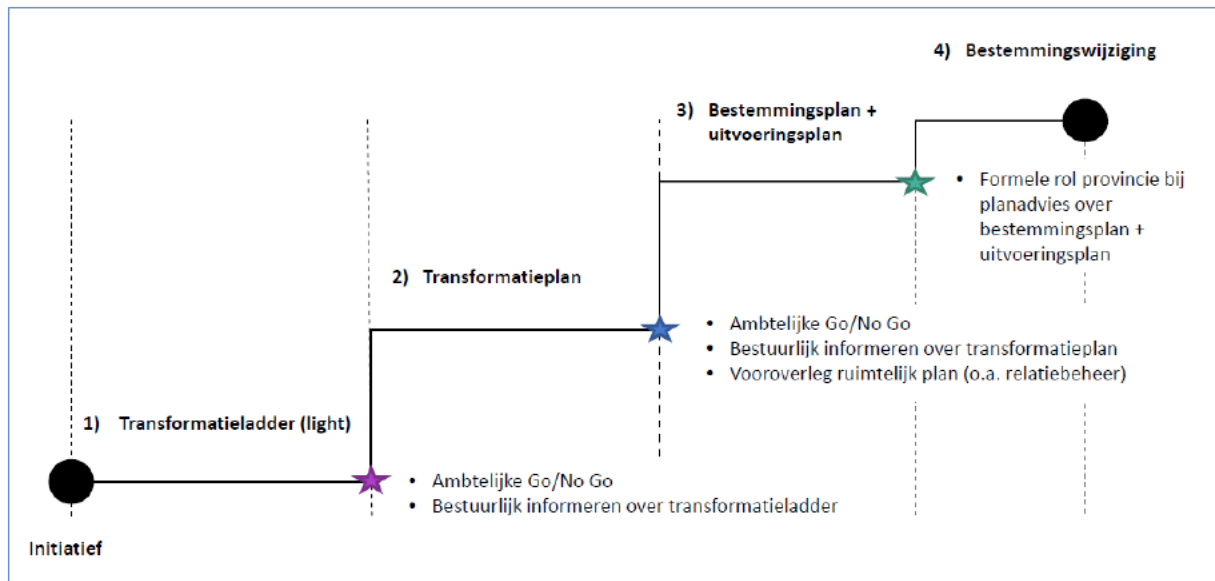 4) Bestemmingswijziging
3) Bestemmingsplan +
uitvoeringsplan
• Formele rol provincie bij
planadvies over
bestemmingsplan +
uitvoeringsplan
2) Transformatieplan
• Ambtelijke Go/No Go
• Bestuurlijk informeren over transformatieplan
• Vooroverleg ruimtelijk plan (o.a. relatiebeheer)
1) Transformatieladder (light)
• Ambtelijke Go/No Go
• Bestuurlijk informeren over transformatieladder
Initiatief